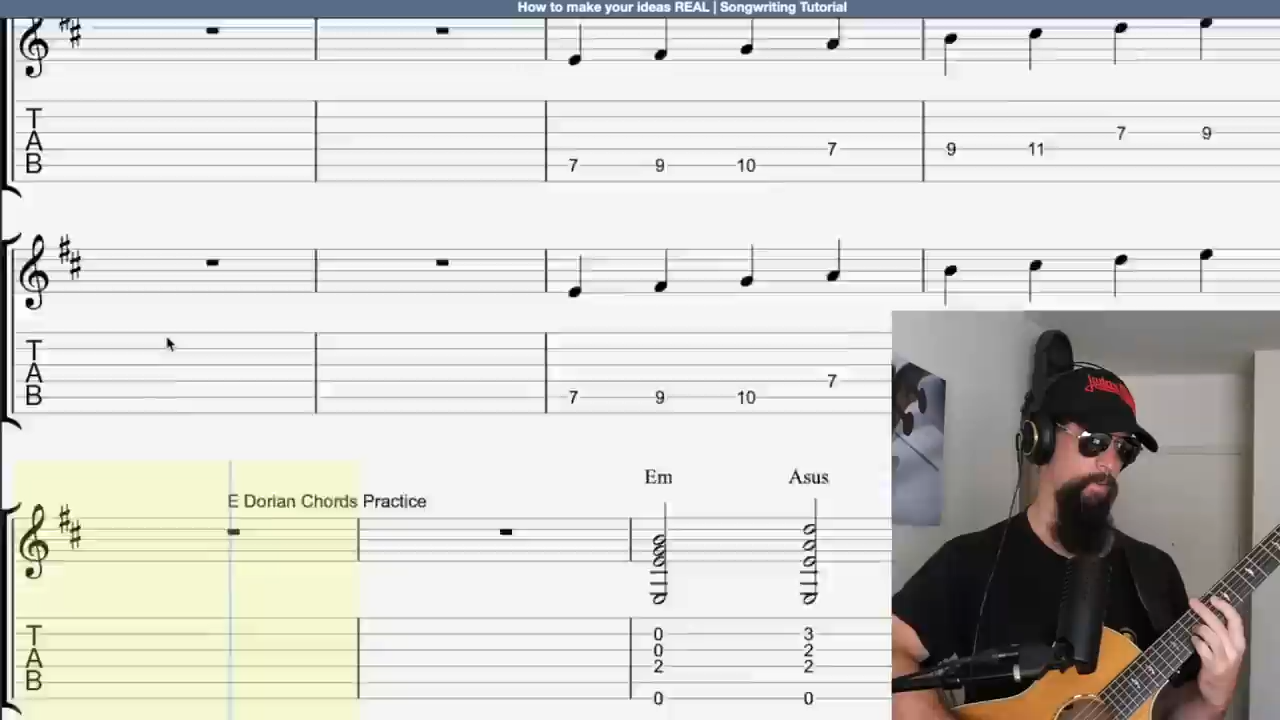 How to make your ideas REAL | Songwriting Tutorial
T
A
B
7 9 10 7 9 11 7 9
T
A
B
7 9 10 7
E Dorian Chords Practice
Em Asus
T
A
B
0 3
0 2
2 2
0 0